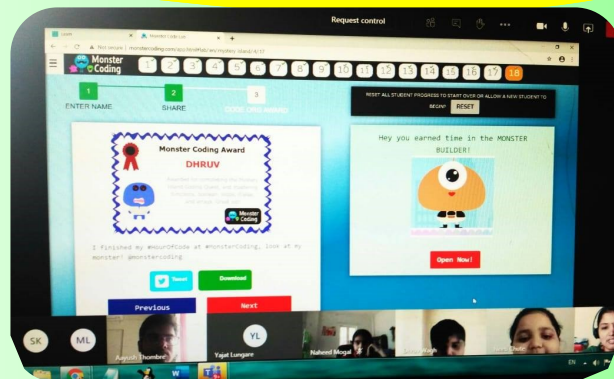 Request control
Not secure | monstercoding.com
Monster
Coding
1 2 3 4 5 6 7 8 9 10 11 12 13 14 15 16 17 18
1 2 3
ENTER NAME SHARE
RESET ALL STUDENT PROGRESS TO START OVER OR ALLOW A NEW STUDENT TO
BEGIN? RESET
Monster Coding Award
DHRUV
Monster
Coding
I finished my #HourOfCode at #MonsterCoding, look at my
monster! @monstercoding
Tweet Download
Previous Next
Hey you earned time in the MONSTER
BUILDER!
Open Now!
SK ML YL
Aayush Thombre Yajat Lungare Naheed Mogal
EN